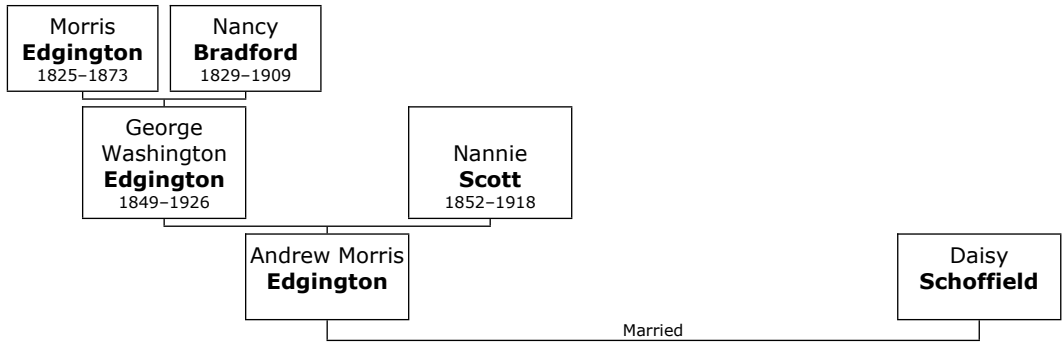 Morris
Edgington
1825–1873
Nancy
Bradford
1829–1909
George
Washington
Edgington
1849–1926
Nannie
Scott
1852–1918
Andrew Morris
Edgington
Daisy
Schoffield
Married